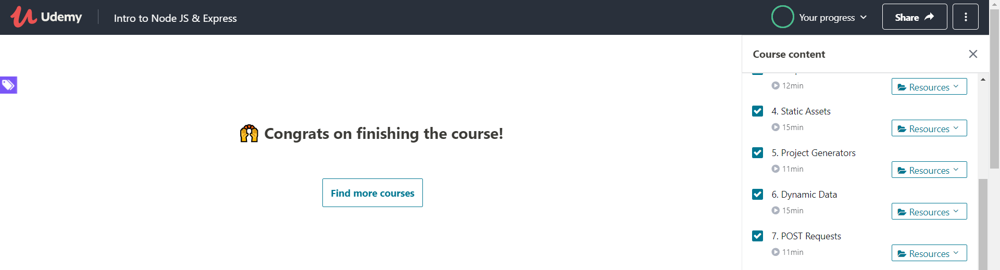 Udemy
Intro to Node JS & Express
Your progress
Share
Congrats on finishing the course!
Find more courses
Course content
12min
Resources
4. Static Assets
15min
Resources
5. Project Generators
11min
Resources
6. Dynamic Data
15min
Resources
7. POST Requests
11min
Resources